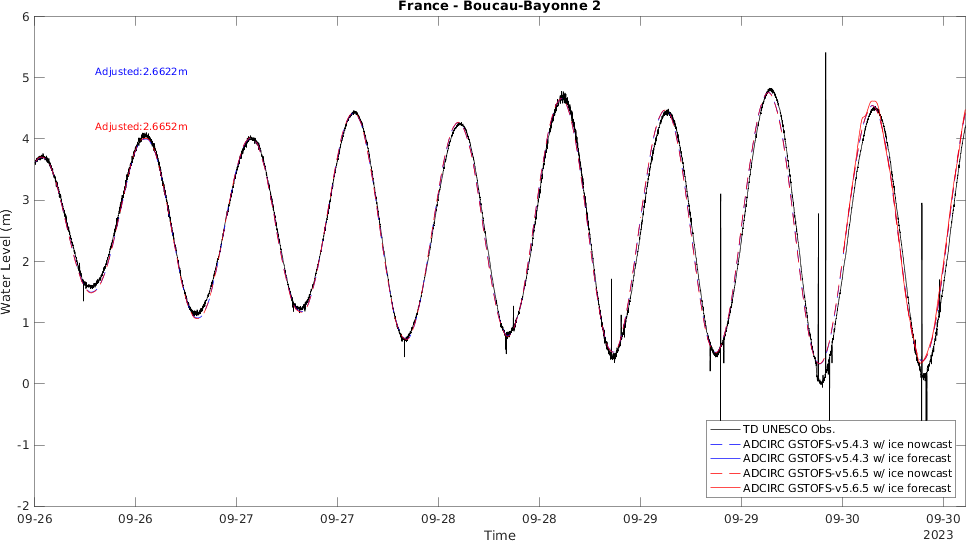 France - Boucau-Bayonne 2
6
5
4
3
2
1
0
-1
-2
Water Level (m)
Adjusted:2.6622m
Adjusted:2.6652m
TD UNESCO Obs.
ADCIRC GSTOFS-v5.4.3 w/ ice nowcast
ADCIRC GSTOFS-v5.4.3 w/ ice forecast
ADCIRC GSTOFS-v5.6.5 w/ ice nowcast
ADCIRC GSTOFS-v5.6.5 w/ ice forecast
09-26 09-26 09-27 09-27 09-28 09-28 09-29 09-29 09-30 09-30
Time
2023